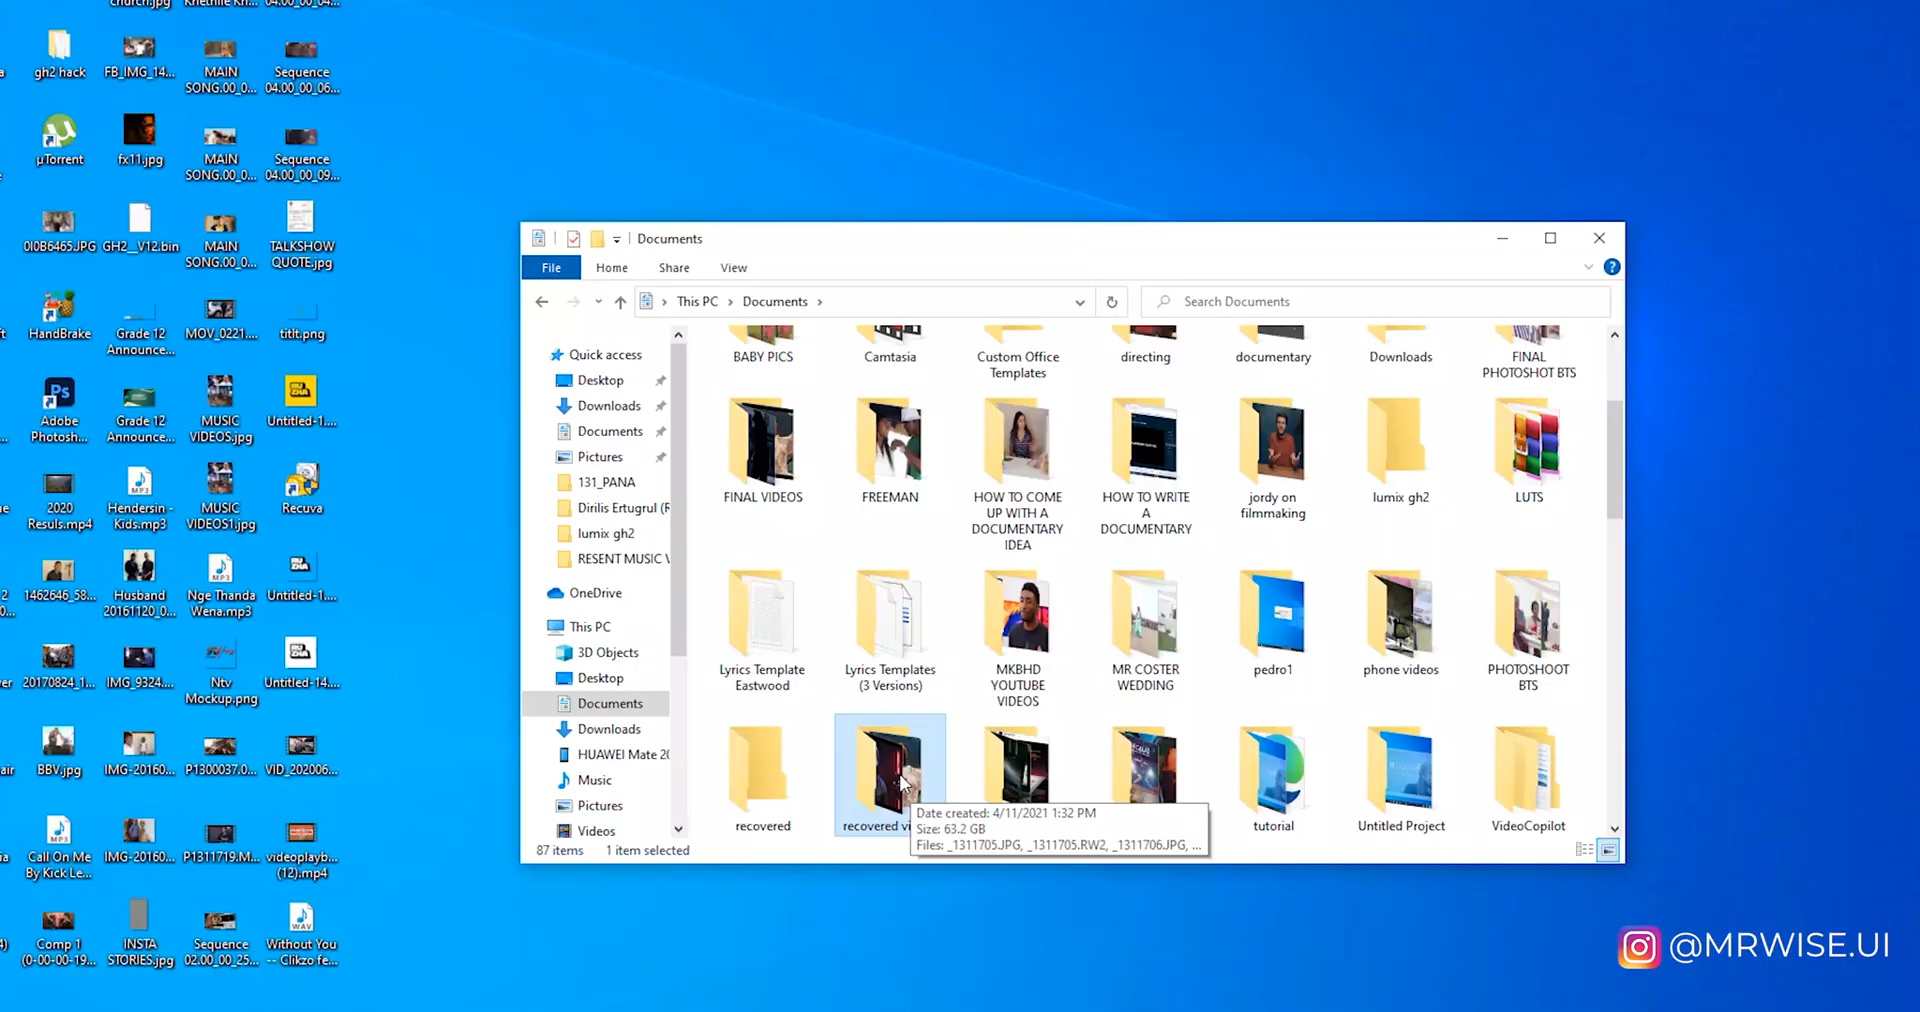 church.jpg
Khethile Kh...
04.00_00_04...
gh2 hack
FB_IMG_14...
MAIN
SONG.00_0...
Sequence
04.00_00_06...
µTorrent
fx11.jpg
MAIN
SONG.00_0...
Sequence
04.00_00_09...
0I0B6465.JPG
GH2__V12.bin
MAIN
SONG.00_0...
TALKSHOW
QUOTE.jpg
HandBrake
Grade 12
Announce...
MOV_0221....
titlt.png
Adobe
Photosh...
Grade 12
Announce...
MUSIC
VIDEOS.jpg
Untitled-1....
2020
Resuls.mp4
Hendersin -
Kids.mp3
MUSIC
VIDEOS1.jpg
Recuva
1462646_58...
Husband
20161120_0...
Nge Thanda
Wena.mp3
Untitled-1....
20170824_1...
IMG_9324....
Ntv
Mockup.png
Untitled-14....
BBV.jpg
IMG-20160...
P1300037.0...
VID_202006...
Call On Me
By Kick Le...
IMG-20160...
P1311719.M...
videoplayb...
(12).mp4
Comp 1
(0-00-00-19...
INSTA
STORIES.jpg
Sequence
02.00_00_25...
Without You
-- Clikzo fe...
Documents
File Home Share View
This PC > Documents >
Search Documents
Quick access
Desktop
Downloads
Documents
Pictures
131_PANA
Dirilis Ertugrul (R
lumix gh2
RESENT MUSIC V
OneDrive
This PC
3D Objects
Desktop
Documents
Downloads
HUAWEI Mate 20
Music
Pictures
Videos
BABY PICS
Camtasia
Custom Office
Templates
directing
documentary
Downloads
FINAL
PHOTOSHOT BTS
FINAL VIDEOS
FREEMAN
HOW TO COME
UP WITH A
DOCUMENTARY
IDEA
HOW TO WRITE
A
DOCUMENTARY
jordy on
filmmaking
lumix gh2
LUTS
Lyrics Template
Eastwood
Lyrics Templates
(3 Versions)
MKBHD
YOUTUBE
VIDEOS
MR COSTER
WEDDING
pedro1
phone videos
PHOTOSHOOT
BTS
recovered
recovered vi
tutorial
Untitled Project
VideoCopilot
Date created: 4/11/2021 1:32 PM
Size: 63.2 GB
Files: _1311705.JPG, _1311705.RW2, _1311706.JPG, ...
87 items 1 item selected
@MRWISE.UI